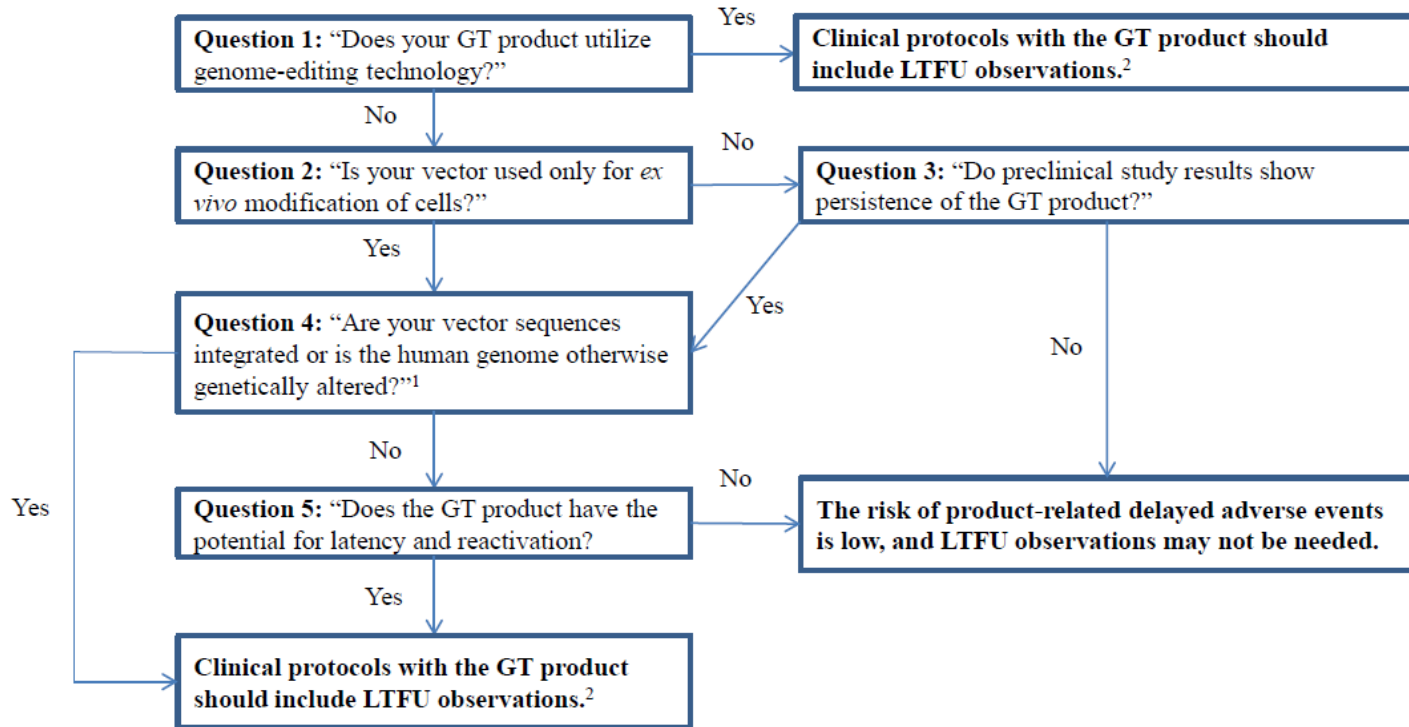 Question 1: “Does your GT product utilize
genome-editing technology?”
Yes
Clinical protocols with the GT product should
include LTFU observations.2
No
Question 2: “Is your vector used only for ex
vivo modification of cells?”
No
Question 3: “Do preclinical study results show
persistence of the GT product?”
Yes
Yes
No
Question 4: “Are your vector sequences
integrated or is the human genome otherwise
genetically altered?”1
No
Yes
Question 5: “Does the GT product have the
potential for latency and reactivation?
No
The risk of product-related delayed adverse events
is low, and LTFU observations may not be needed.
Yes
Clinical protocols with the GT product
should include LTFU observations.2